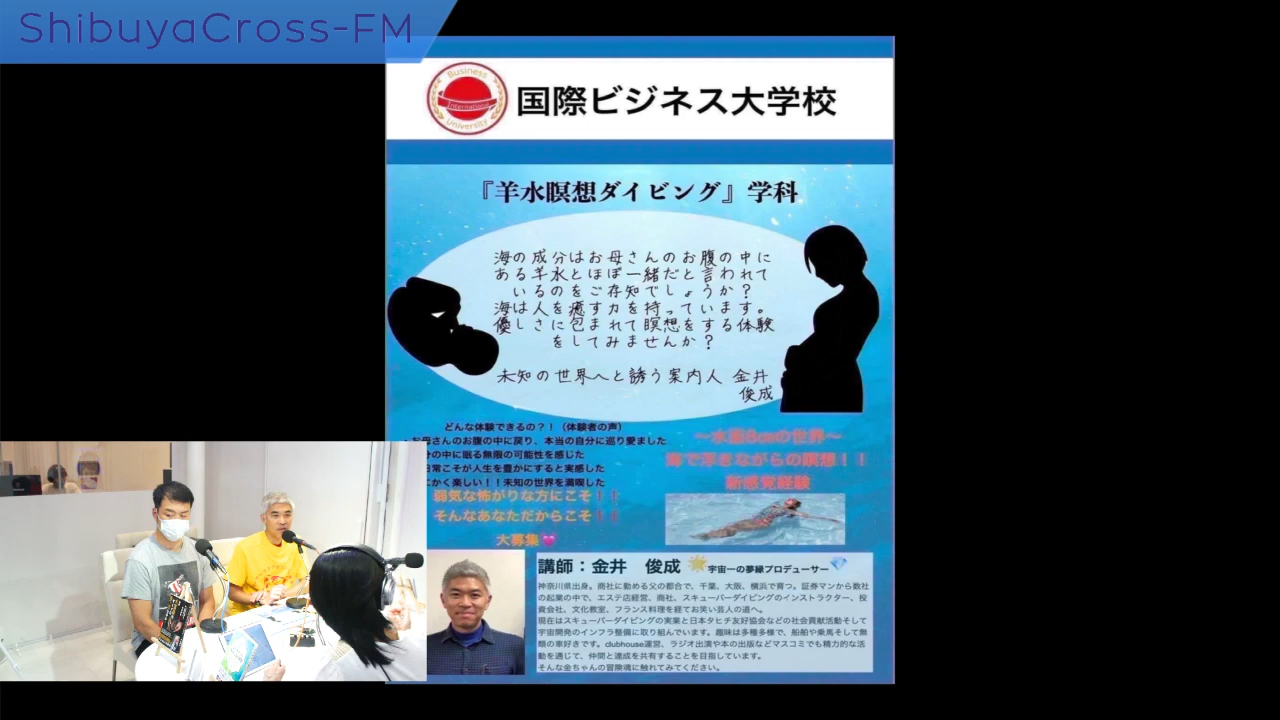 ShibuyaCross-FM
Business
International
University
国際ビジネス大学校
『羊水瞑想ダイビング』学科
海の成分はお母さんのお腹の中に
ある羊水とほぼ一緒だと言われて
いるのをご存知でしょうか？
海は人を癒す力を持っています。
優しさに包まれて瞑想をする体験
をしてみませんか？
未知の世界へと誘う案内人 金井
俊成
どんな体験できるの？！（体験者の声）
母さんのお腹の中に戻り、本当の自分に巡り愛ました
の中に眠る無限の可能性を感じた
日常こそが人生を豊かにすると実感した
かく楽しい！！未知の世界を満喫した
弱気な怖がりな方にこそ！！
そんなあなただからこそ！！
大募集💓
〜水面8cmの世界〜
海で浮きながらの瞑想！！
新感覚経験
講師：金井　俊成 宇宙一の夢縁プロデューサー
神奈川県出身。商社に勤める父の都合で、千葉、大阪、横浜で育つ。証券マンから数社
の起業の中で、エステ店経営、商社、スキューバーダイビングのインストラクター、投
資会社、文化教室、フランス料理を経てお笑い芸人の道へ。
現在はスキューバーダイビングの実業と日本タヒチ友好協会などの社会貢献活動そして
宇宙開発のインフラ整備に取り組んでいます。趣味は多種多様で、船舶や乗馬そして無
類の車好きです。clubhouse運営、ラジオ出演や本の出版などマスコミでも精力的な活
動を通じて、仲間と達成を共有することを目指しています。
そんな金ちゃんの冒険魂に触れてみてください。